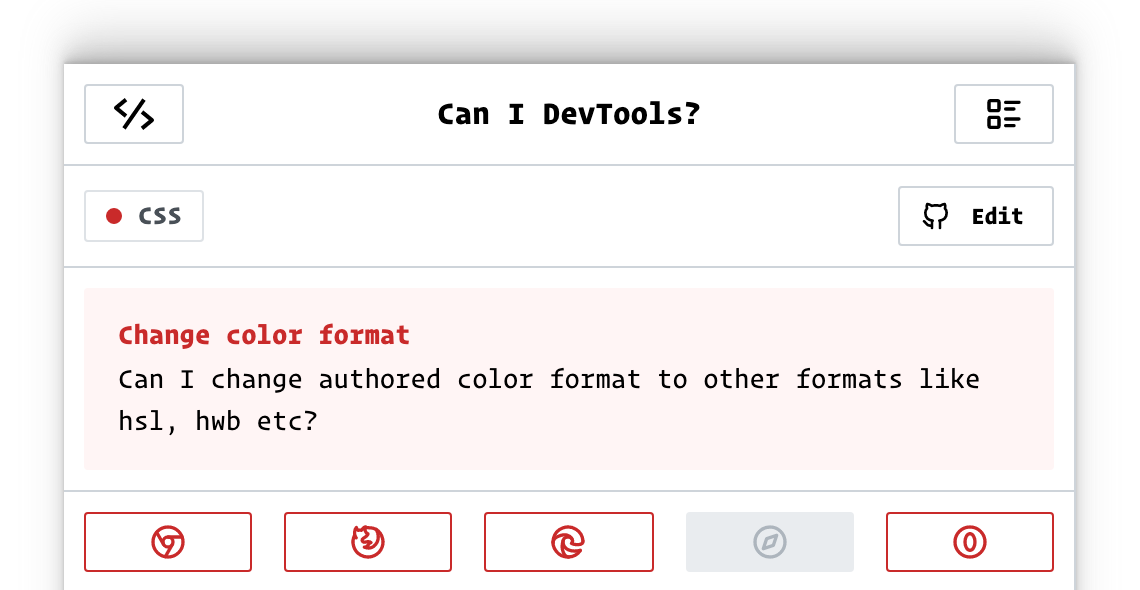 Can I DevTools?
CSS
Edit
Change color format
Can I change authored color format to other formats like
hsl, hwb etc?